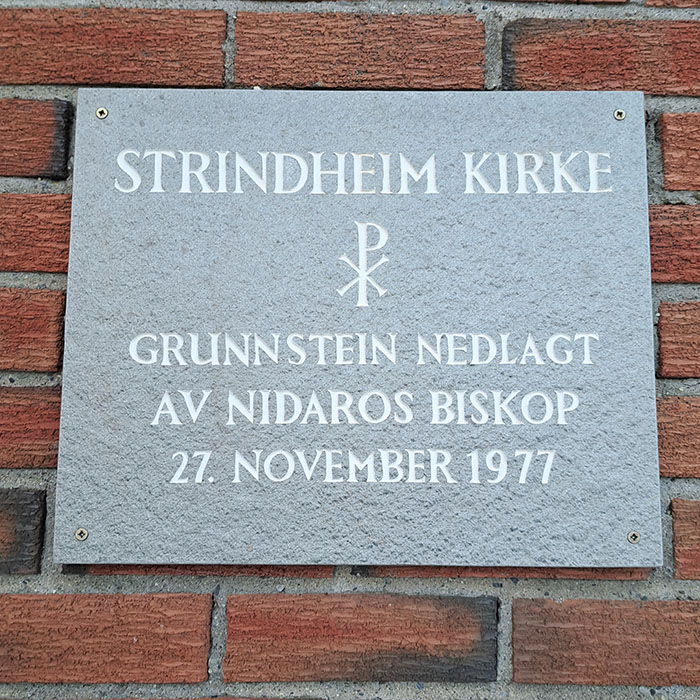 STRINDHEIM KIRKE
GRUNNSTEIN NEDLAGT
AV NIDAROS BISKOP
27. NOVEMBER 1977